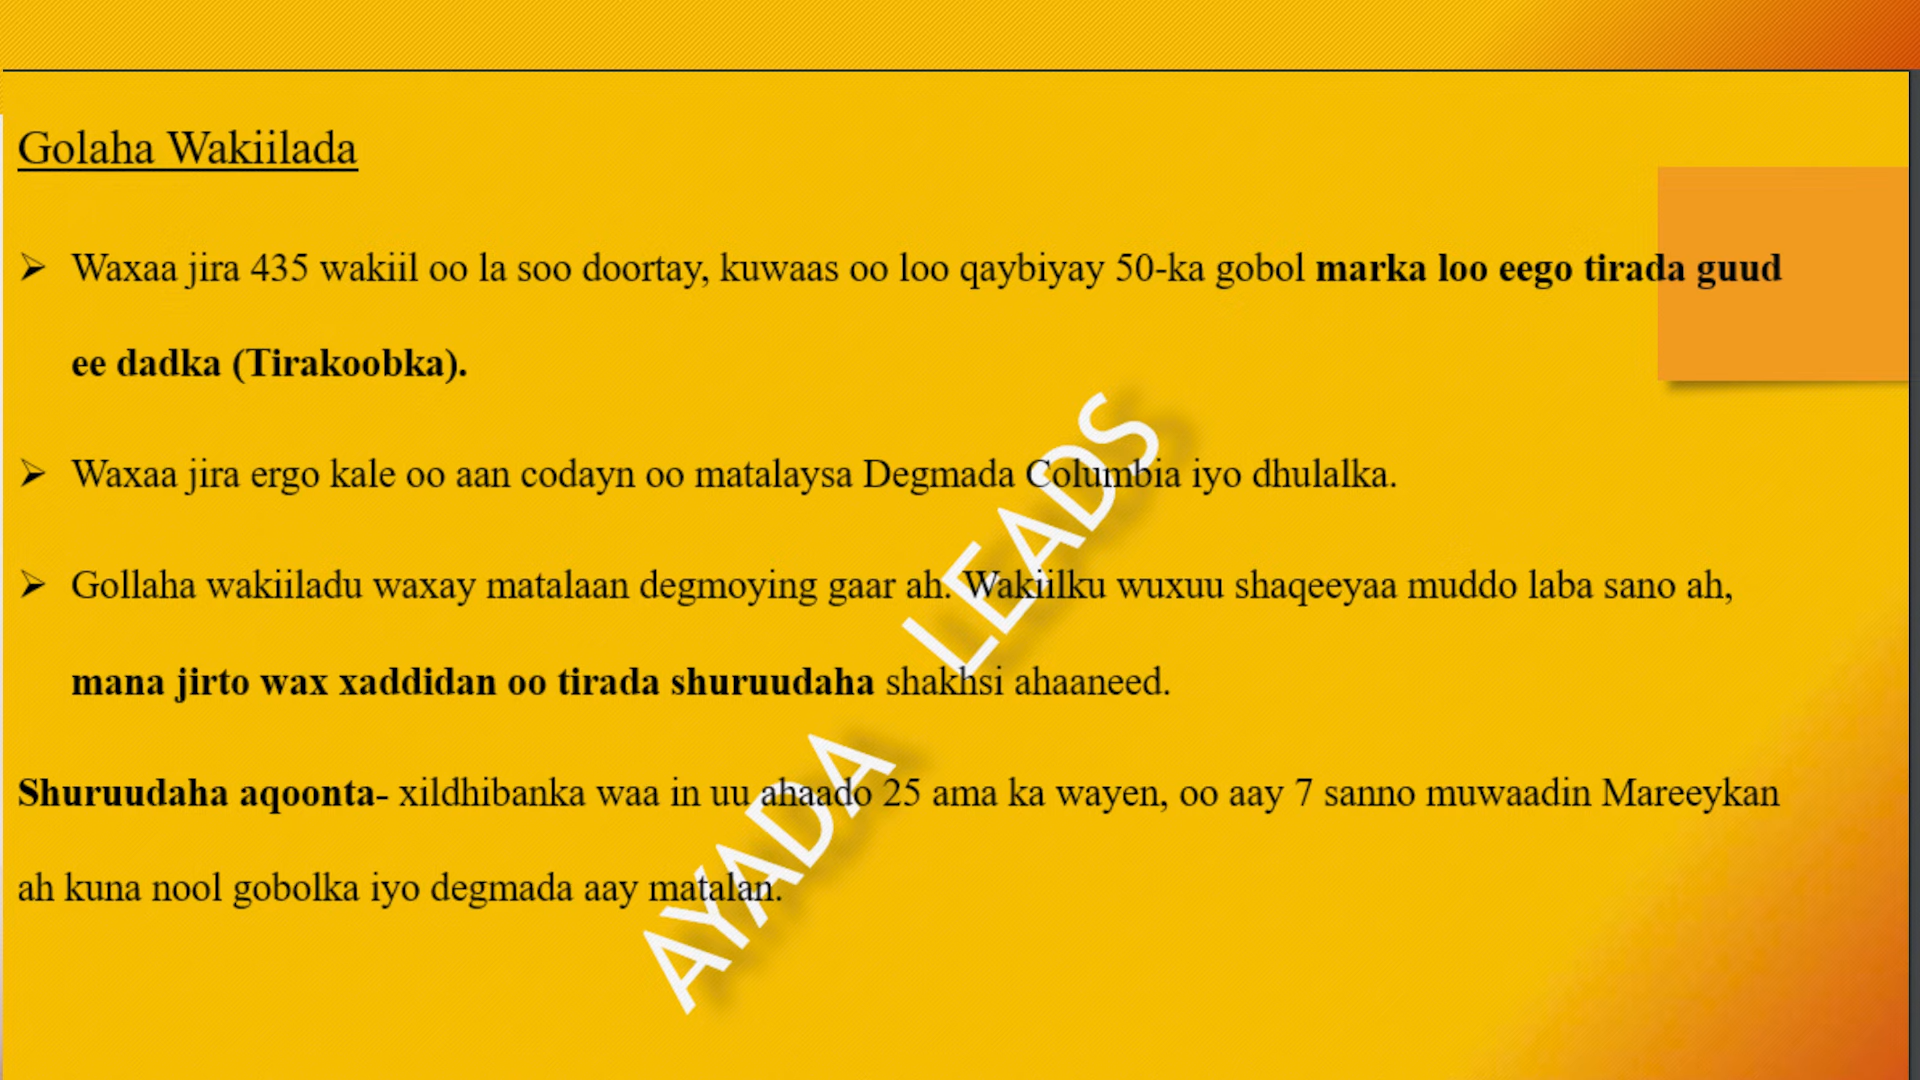 Golaha Wakiilada
➢ Waxaa jira 435 wakiil oo la soo doortay, kuwaas oo loo qaybiyay 50-ka gobol marka loo eego tirada guud
ee dadka (Tirakoobka).
➢ Waxaa jira ergo kale oo aan codayn oo matalaysa Degmada Columbia iyo dhulalka.
➢ Gollaha wakiiladu waxay matalaan degmoying gaar ah. Wakiilku wuxuu shaqeeyaa muddo laba sano ah,
mana jirto wax xaddidan oo tirada shuruudaha shakhsi ahaaneed.
Shuruudaha aqoonta- xildhibanka waa in uu ahaado 25 ama ka wayen, oo aay 7 sanno muwaadin Mareeykan
ah kuna nool gobolka iyo degmada aay matalan.
AYADA LEADS